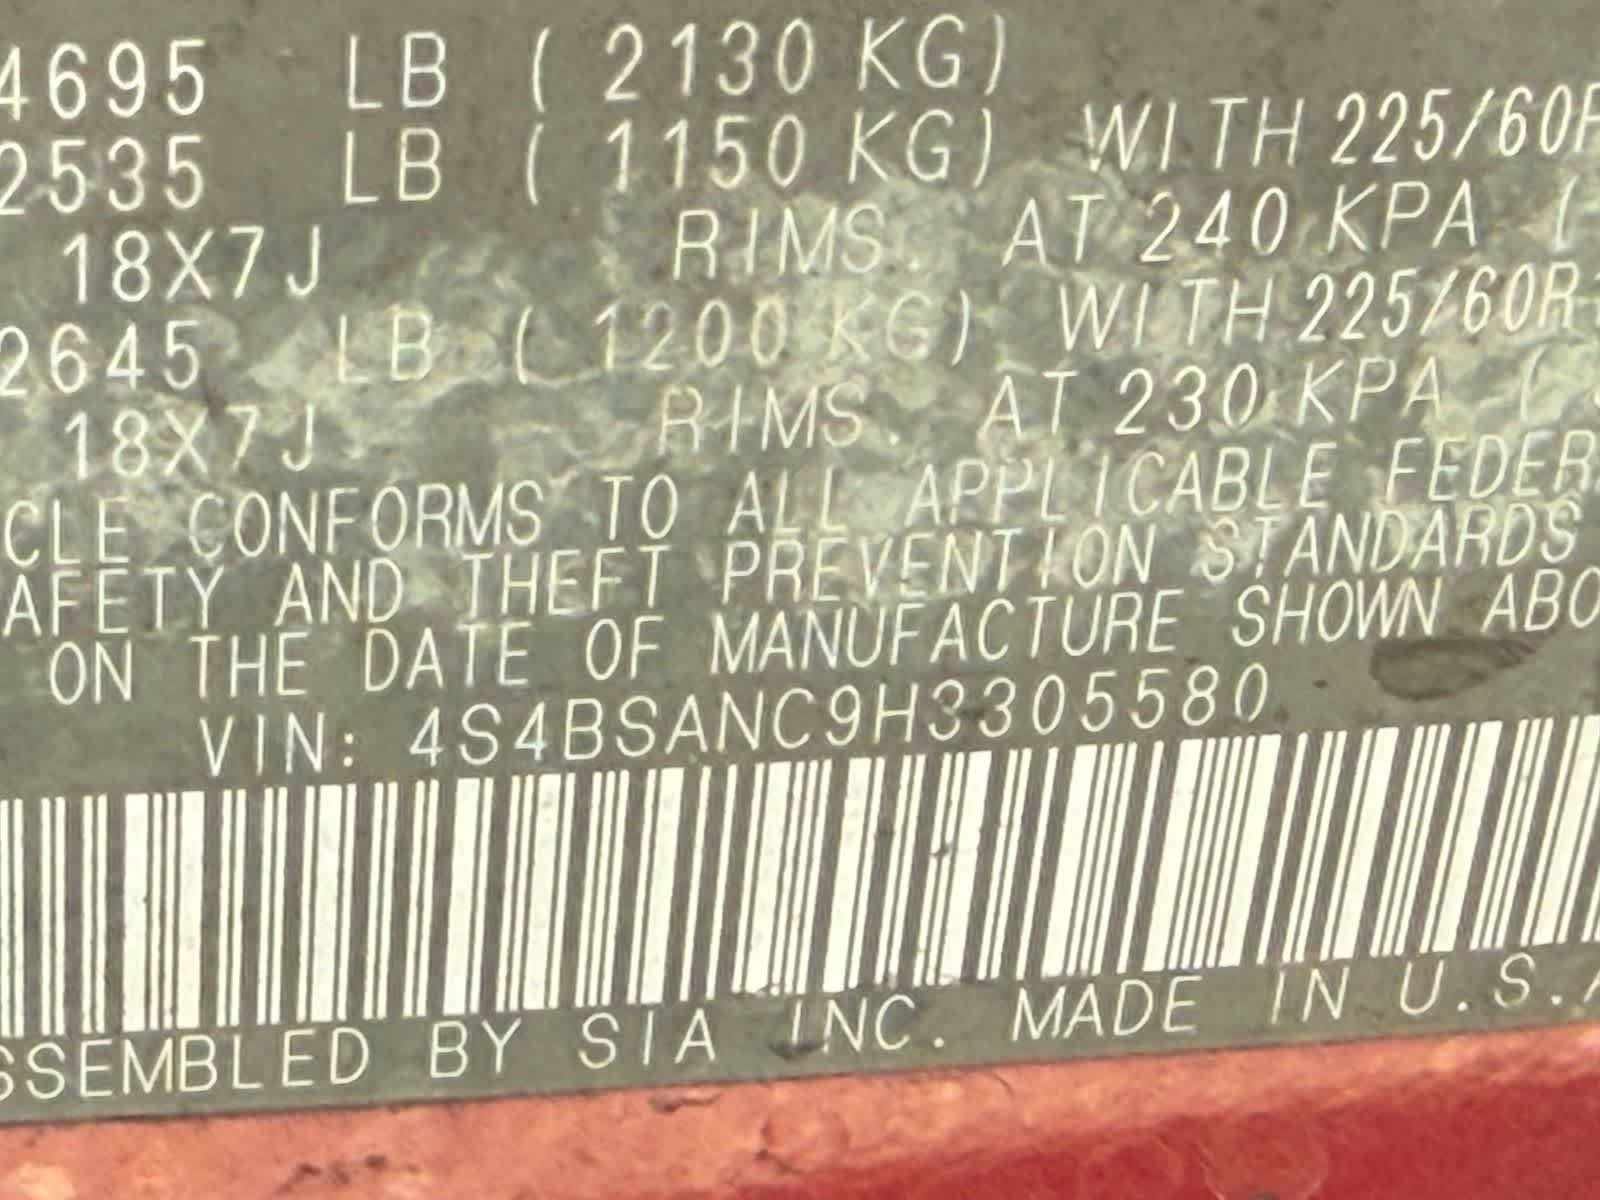 4695 LB ( 2130 KG)
2535 LB ( 1150 KG) WITH 225/60R
18X7J RIMS. AT 240 KPA (
2645 LB ( 1200 KG) WITH 225/60R
18X7J RIMS. AT 230 KPA (
CLE CONFORMS TO ALL APPLICABLE FEDER
AFETY AND THEFT PREVENTION STANDARDS
ON THE DATE OF MANUFACTURE SHOWN ABO
VIN: 4S4BSANC9H3305580
SSEMBLED BY SIA INC. MADE IN U.S.A